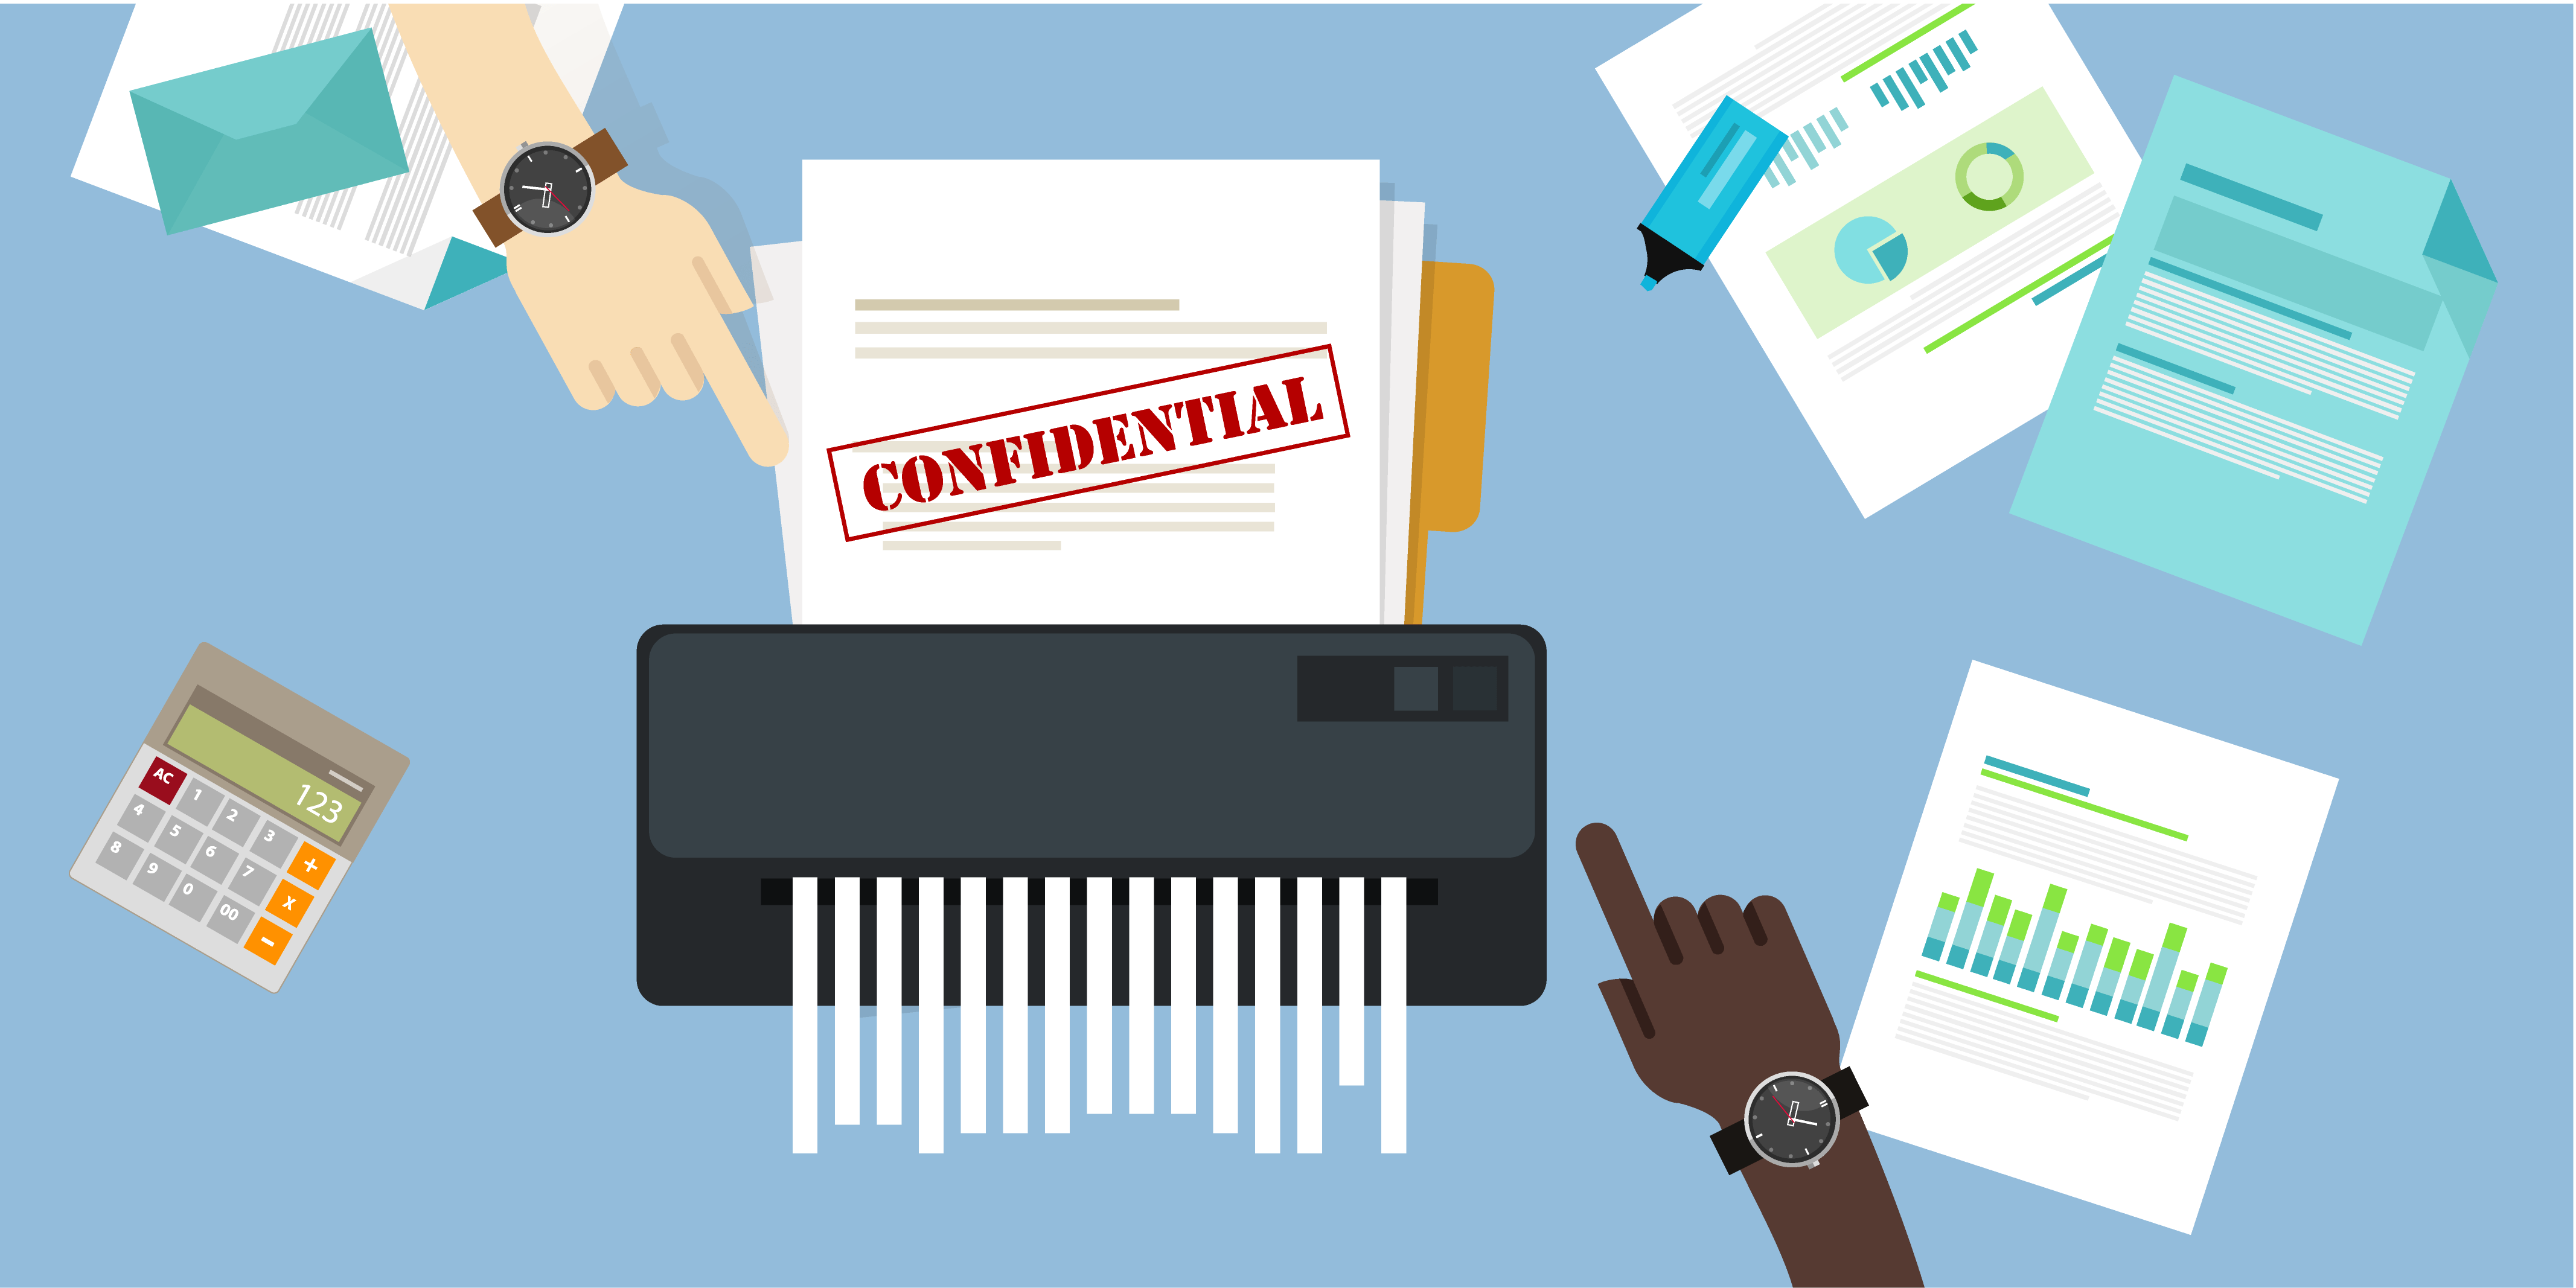 CONFIDENTIAL
123
AC 1 2 3 +
4 5 6 7 X
8 9 0 00 -